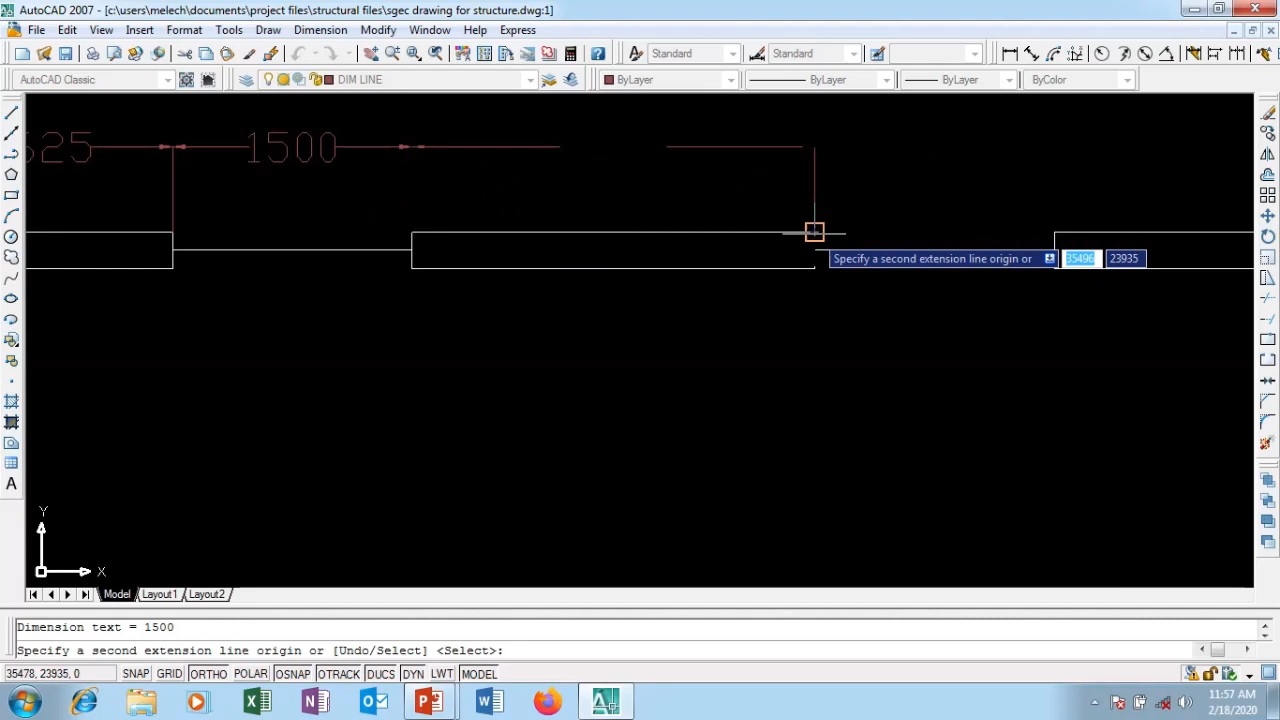 AutoCAD 2007 - [c:\users\melech\documents\project files\structural files\sgec drawing for structure.dwg:1]
File Edit View Insert Format Tools Draw Dimension Modify Window Help Express
Standard Standard
AutoCAD Classic DIM LINE ByLayer ByLayer ByLayer ByColor
525 1500
Specify a second extension line origin or 35496 23935
A
Y
X
Model Layout1 Layout2
Dimension text = 1500
Specify a second extension line origin or [Undo/Select] <Select>:
35478, 23935, 0 SNAP GRID ORTHO POLAR OSNAP OTRACK DUCS DYN LWT MODEL
11:57 AM
2/18/2020